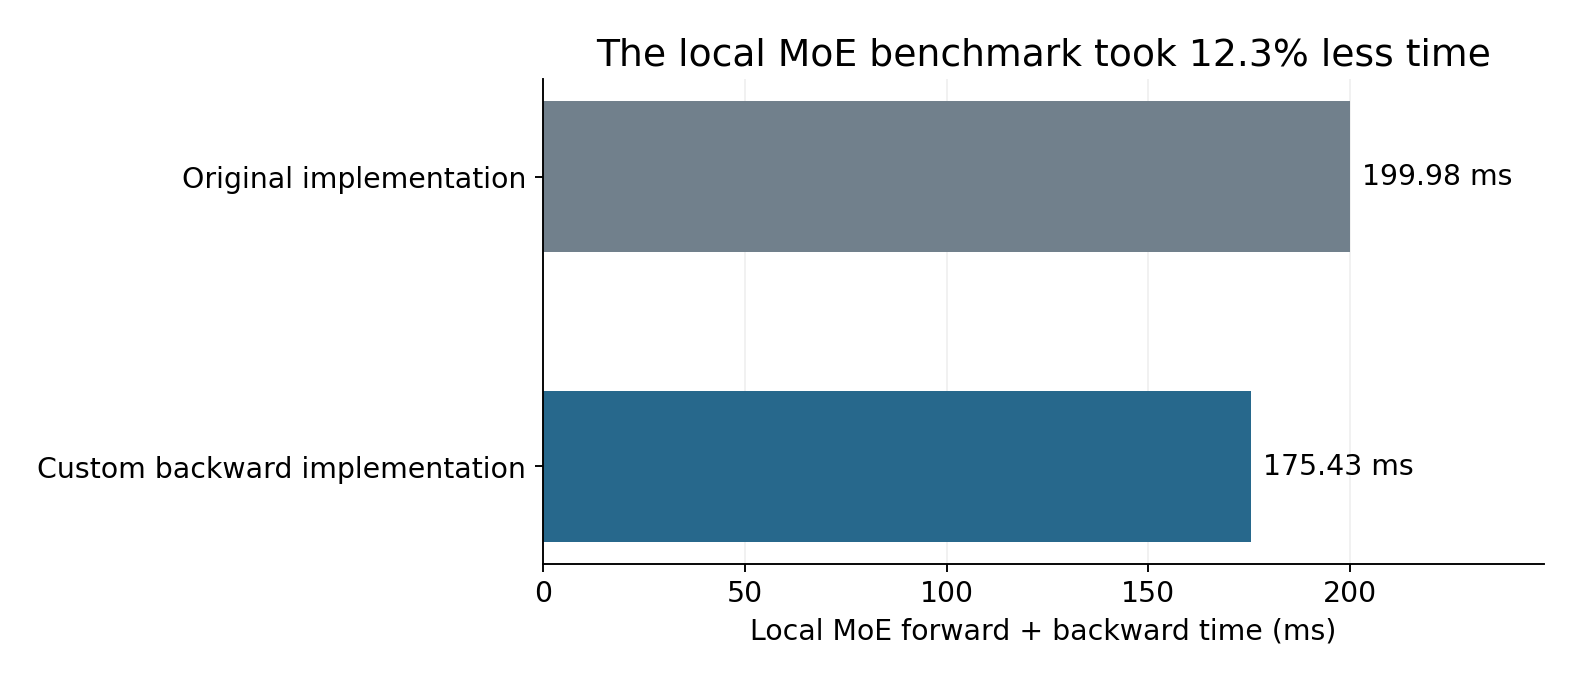 The local MoE benchmark took 12.3% less time
Original implementation
199.98 ms
Custom backward implementation
175.43 ms
0 50 100 150 200
Local MoE forward + backward time (ms)